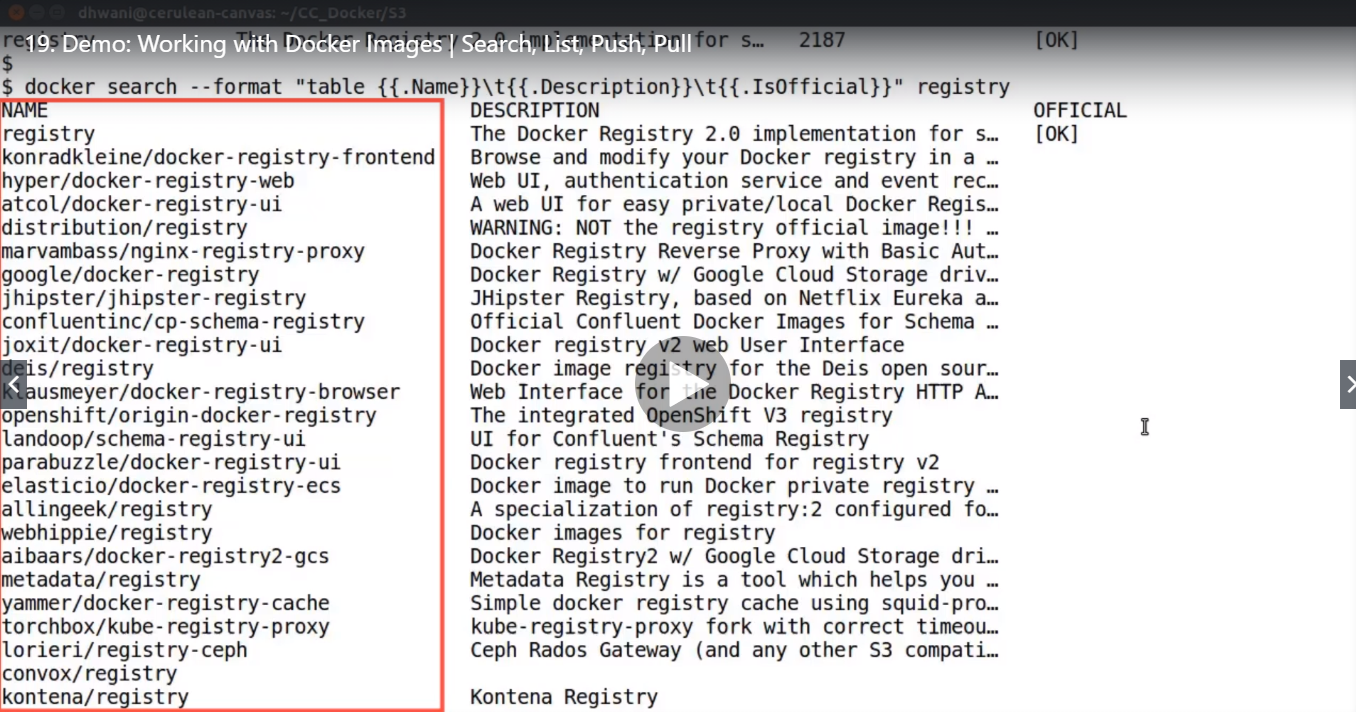 dhwani@cerulean-canvas: ~/CC_Docker/S3
19. Demo: Working with Docker Images | Search, List, Push, Pull
registry The Docker Registry 2.0 implementation for s… 2187 [OK]
$
$ docker search --format "table {{.Name}}\t{{.Description}}\t{{.IsOfficial}}" registry
NAME DESCRIPTION OFFICIAL
registry The Docker Registry 2.0 implementation for s… [OK]
konradkleine/docker-registry-frontend Browse and modify your Docker registry in a …
hyper/docker-registry-web Web UI, authentication service and event rec…
atcol/docker-registry-ui A web UI for easy private/local Docker Regis…
distribution/registry WARNING: NOT the registry official image!!! …
marvambass/nginx-registry-proxy Docker Registry Reverse Proxy with Basic Aut…
google/docker-registry Docker Registry w/ Google Cloud Storage driv…
jhipster/jhipster-registry JHipster Registry, based on Netflix Eureka a…
confluentinc/cp-schema-registry Official Confluent Docker Images for Schema …
joxit/docker-registry-ui Docker registry v2 web User Interface
deis/registry Docker image registry for the Deis open sour…
klausmeyer/docker-registry-browser Web Interface for the Docker Registry HTTP A…
openshift/origin-docker-registry The integrated OpenShift V3 registry
landoop/schema-registry-ui UI for Confluent's Schema Registry
parabuzzle/docker-registry-ui Docker registry frontend for registry v2
elasticio/docker-registry-ecs Docker image to run Docker private registry …
allingeek/registry A specialization of registry:2 configured fo…
webhippie/registry Docker images for registry
aibaars/docker-registry2-gcs Docker Registry2 w/ Google Cloud Storage dri…
metadata/registry Metadata Registry is a tool which helps you …
yammer/docker-registry-cache Simple docker registry cache using squid-pro…
torchbox/kube-registry-proxy kube-registry-proxy fork with correct timeou…
lorieri/registry-ceph Ceph Rados Gateway (and any other S3 compati…
convox/registry
kontena/registry Kontena Registry